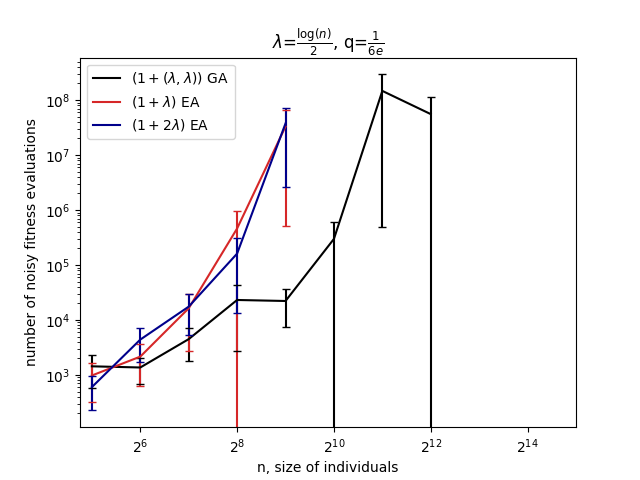 λ=log(n)/2, q=1/6e
(1 + (λ, λ)) GA
(1 + λ) EA
(1 + 2λ) EA
number of noisy fitness evaluations
10⁸
10⁷
10⁶
10⁵
10⁴
10³
2⁶ 2⁸ 2¹⁰ 2¹² 2¹⁴
n, size of individuals